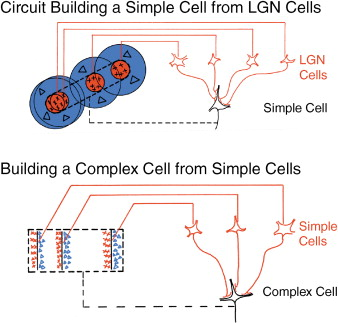 Circuit Building a Simple Cell from LGN Cells
LGN
Cells
Simple Cell
Building a Complex Cell from Simple Cells
Simple
Cells
Complex Cell